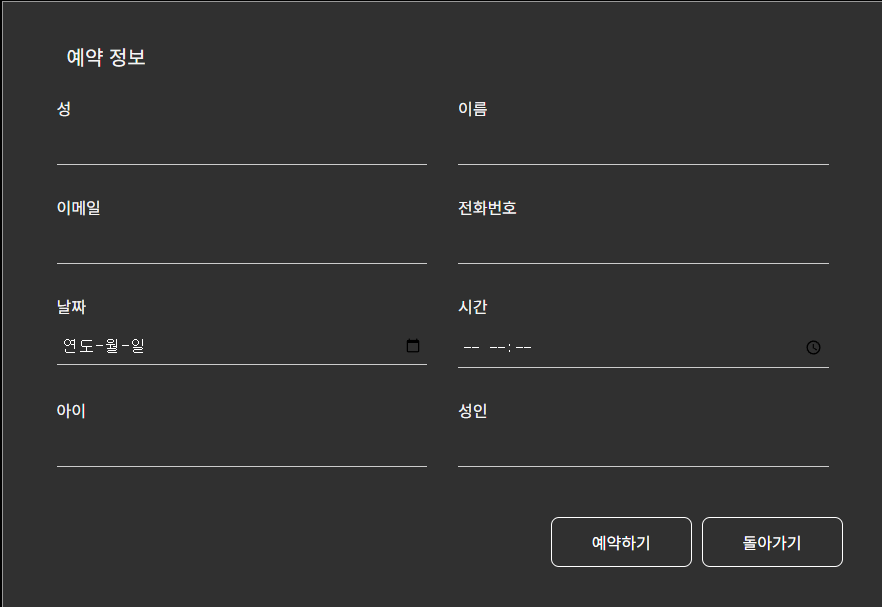 예약 정보
성 이름
이메일 전화번호
날짜 시간
연도-월-일 -- --:--
아이 성인
예약하기 돌아가기